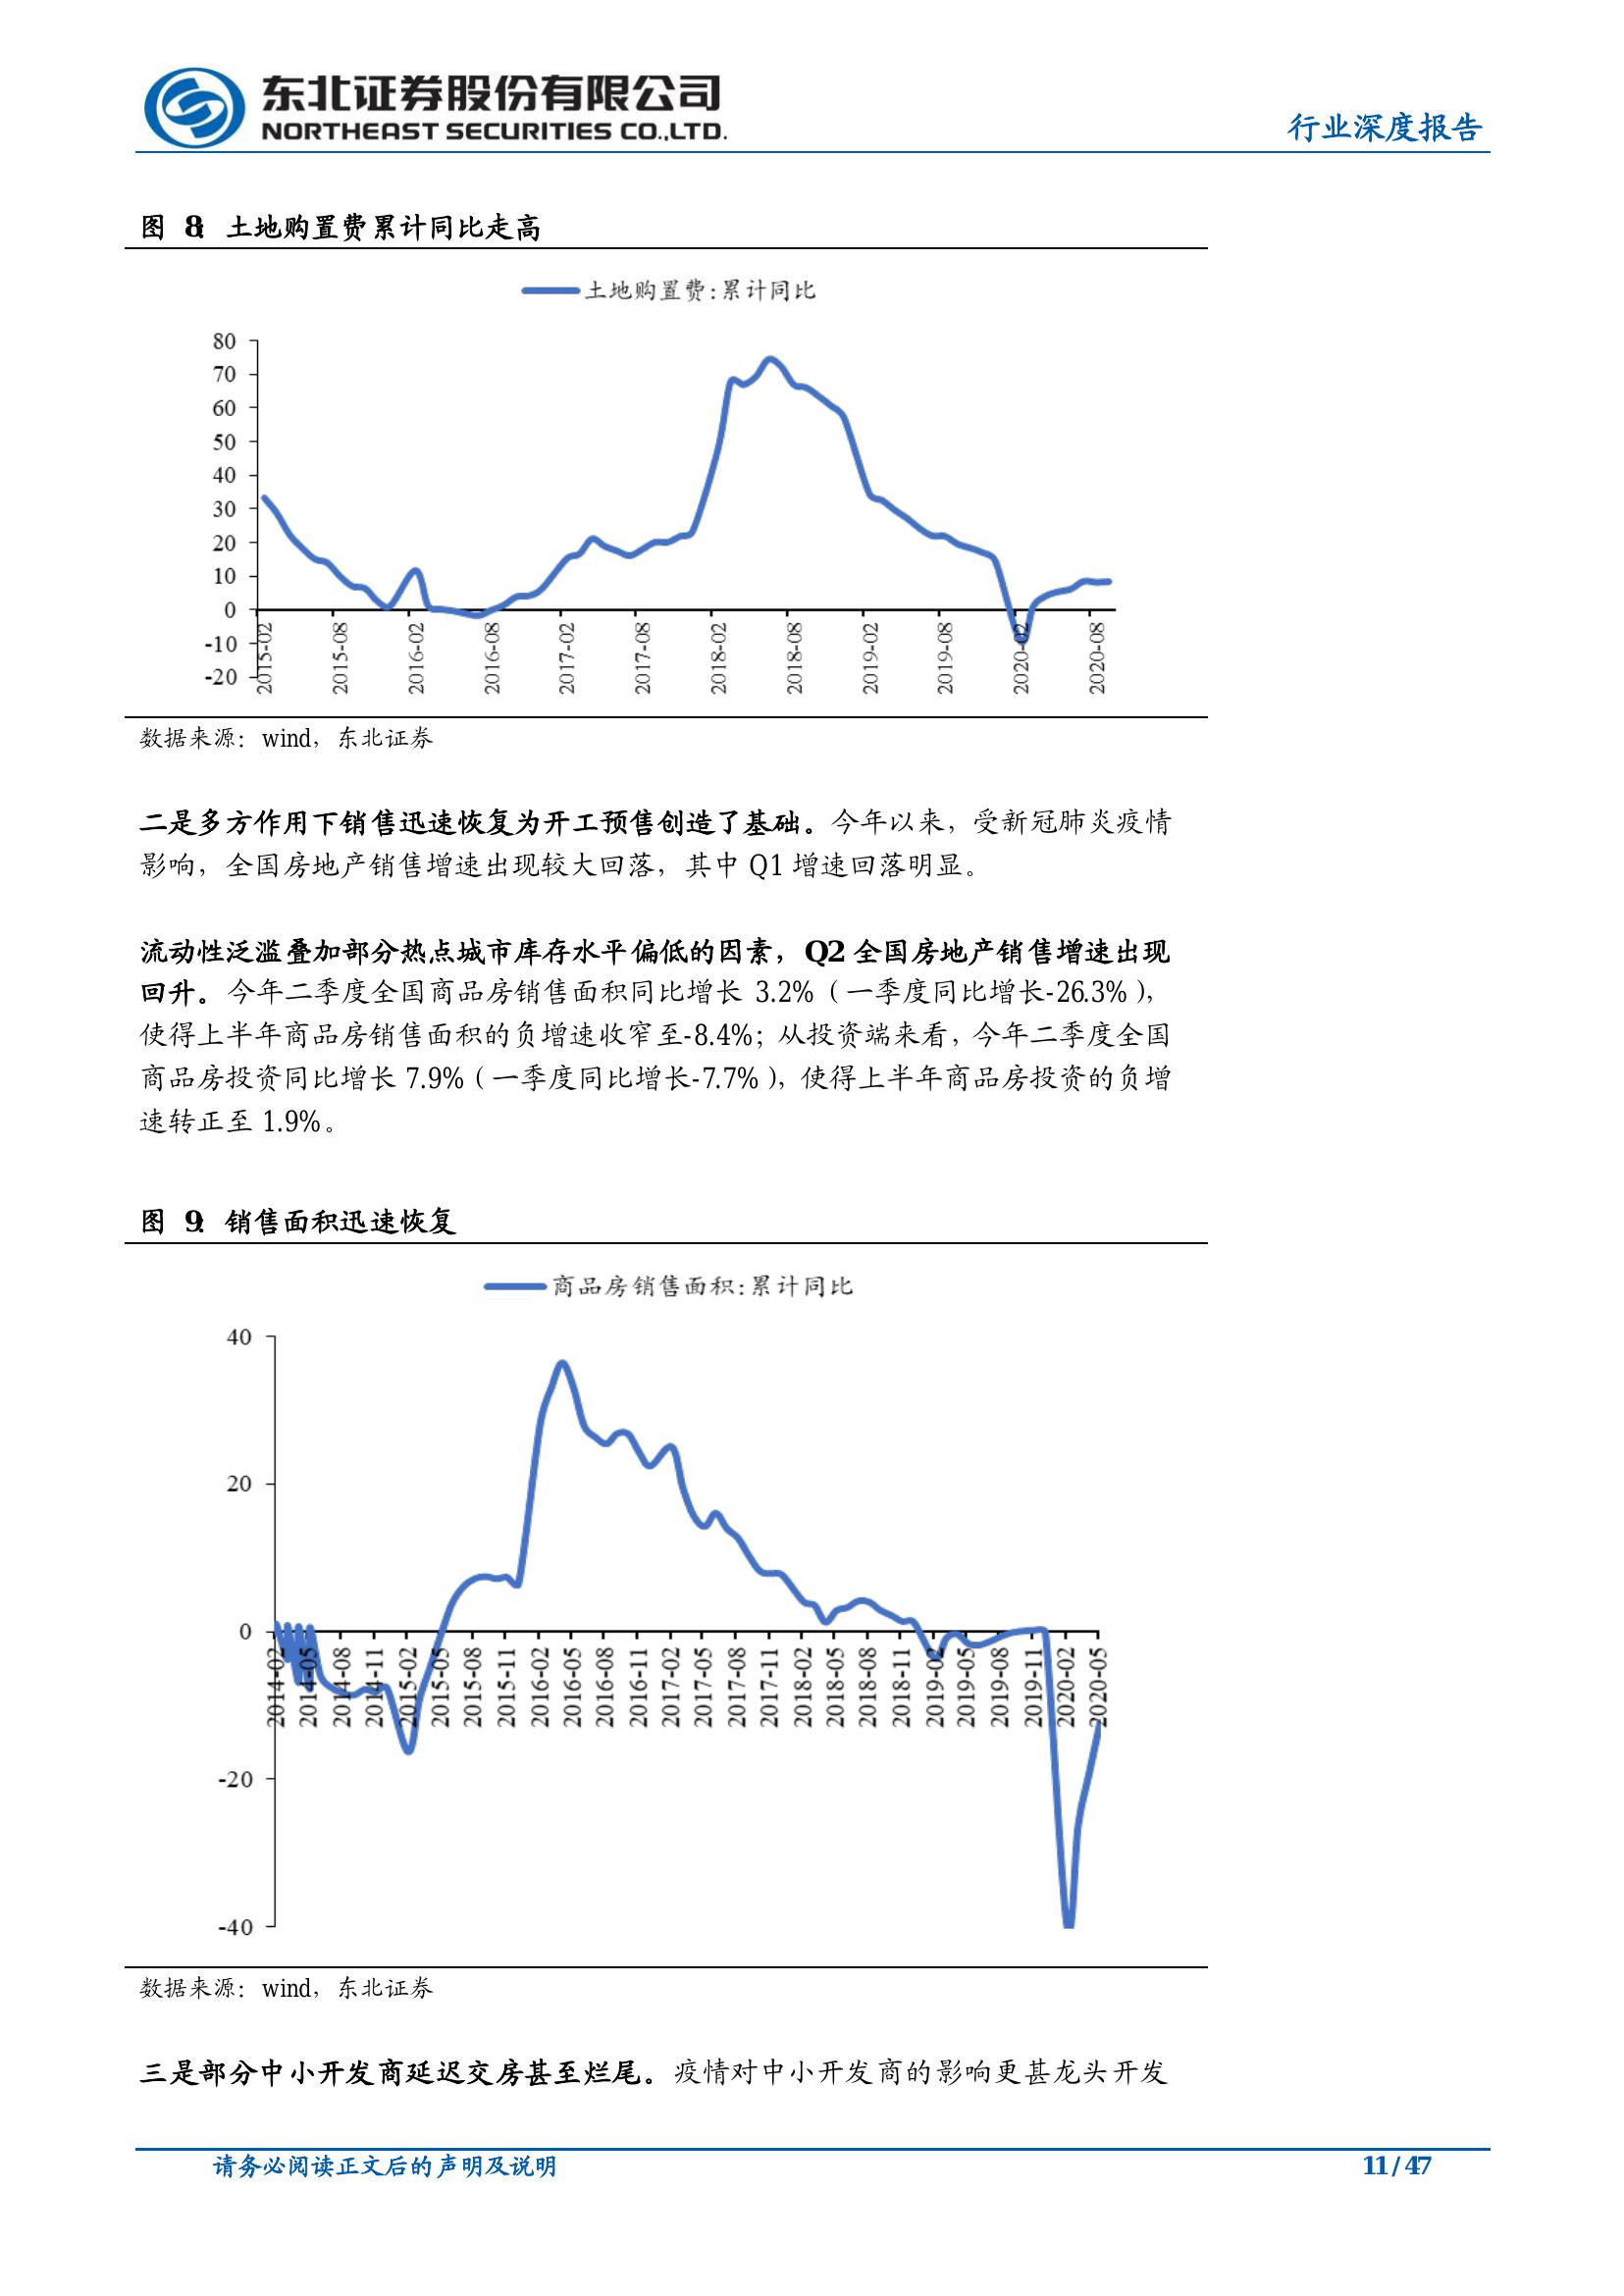 东北证券股份有限公司
NORTHEAST SECURITIES CO.,LTD.
行业深度报告
图 8: 土地购置费累计同比走高
土地购置费:累计同比
80
70
60
50
40
30
20
10
0
-10
-20
2015-02
2015-08
2016-02
2016-08
2017-02
2017-08
2018-02
2018-08
2019-02
2019-08
2020-02
2020-08
数据来源：wind，东北证券
二是多方作用下销售迅速恢复为开工预售创造了基础。今年以来，受新冠肺炎疫情
影响，全国房地产销售增速出现较大回落，其中 Q1 增速回落明显。
流动性泛滥叠加部分热点城市库存水平偏低的因素，Q2 全国房地产销售增速出现
回升。今年二季度全国商品房销售面积同比增长 3.2%（一季度同比增长-26.3%），
使得上半年商品房销售面积的负增速收窄至-8.4%；从投资端来看，今年二季度全国
商品房投资同比增长 7.9%（一季度同比增长-7.7%），使得上半年商品房投资的负增
速转正至 1.9%。
图 9: 销售面积迅速恢复
商品房销售面积:累计同比
40
20
0
-20
-40
2014-02
2014-05
2014-08
2014-11
2015-02
2015-05
2015-08
2015-11
2016-02
2016-05
2016-08
2016-11
2017-02
2017-05
2017-08
2017-11
2018-02
2018-05
2018-08
2018-11
2019-02
2019-05
2019-08
2019-11
2020-02
2020-05
数据来源：wind，东北证券
三是部分中小开发商延迟交房甚至烂尾。疫情对中小开发商的影响更甚龙头开发
请务必阅读正文后的声明及说明
11 / 47